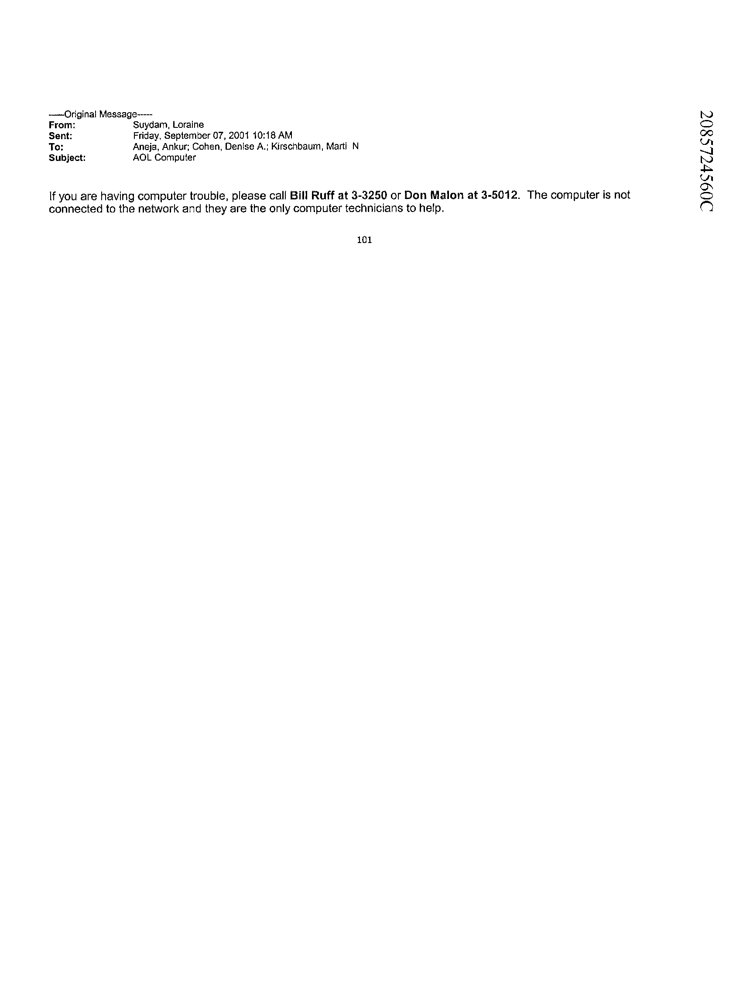 -----Original Message-----
From: Suydam, Loraine
Sent: Friday, September 07, 2001 10:18 AM
To: Aneja, Ankur; Cohen, Denise A.; Kirschbaum, Marti N
Subject: AOL Computer
If you are having computer trouble, please call Bill Ruff at 3-3250 or Don Malon at 3-5012. The computer is not
connected to the network and they are the only computer technicians to help.
101
2085724560C